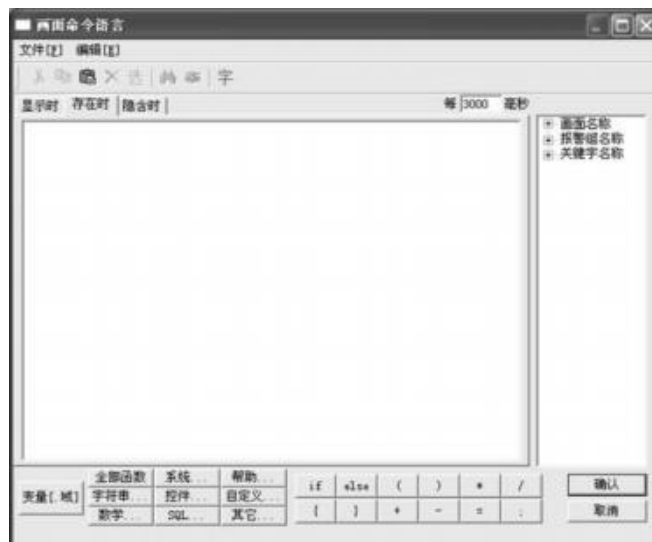 画面命令语言
文件[F] 编辑[E]
字
显示时 存在时 隐含时 每 3000 毫秒
画面名称
报警组名称
关键字名称
全部函数 系统... 帮助... if else ( ) * / 确认
变量[.域] 字符串... 控件... 自定义...
数学... SQL... 其它... { } + - = ; 取消